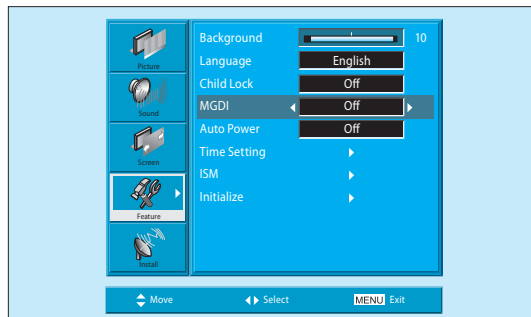 Picture
Sound
Screen
Feature
Install
Background 10
Language English
Child Lock Off
MGDI Off
Auto Power Off
Time Setting
ISM
Initialize
Move Select MENU Exit